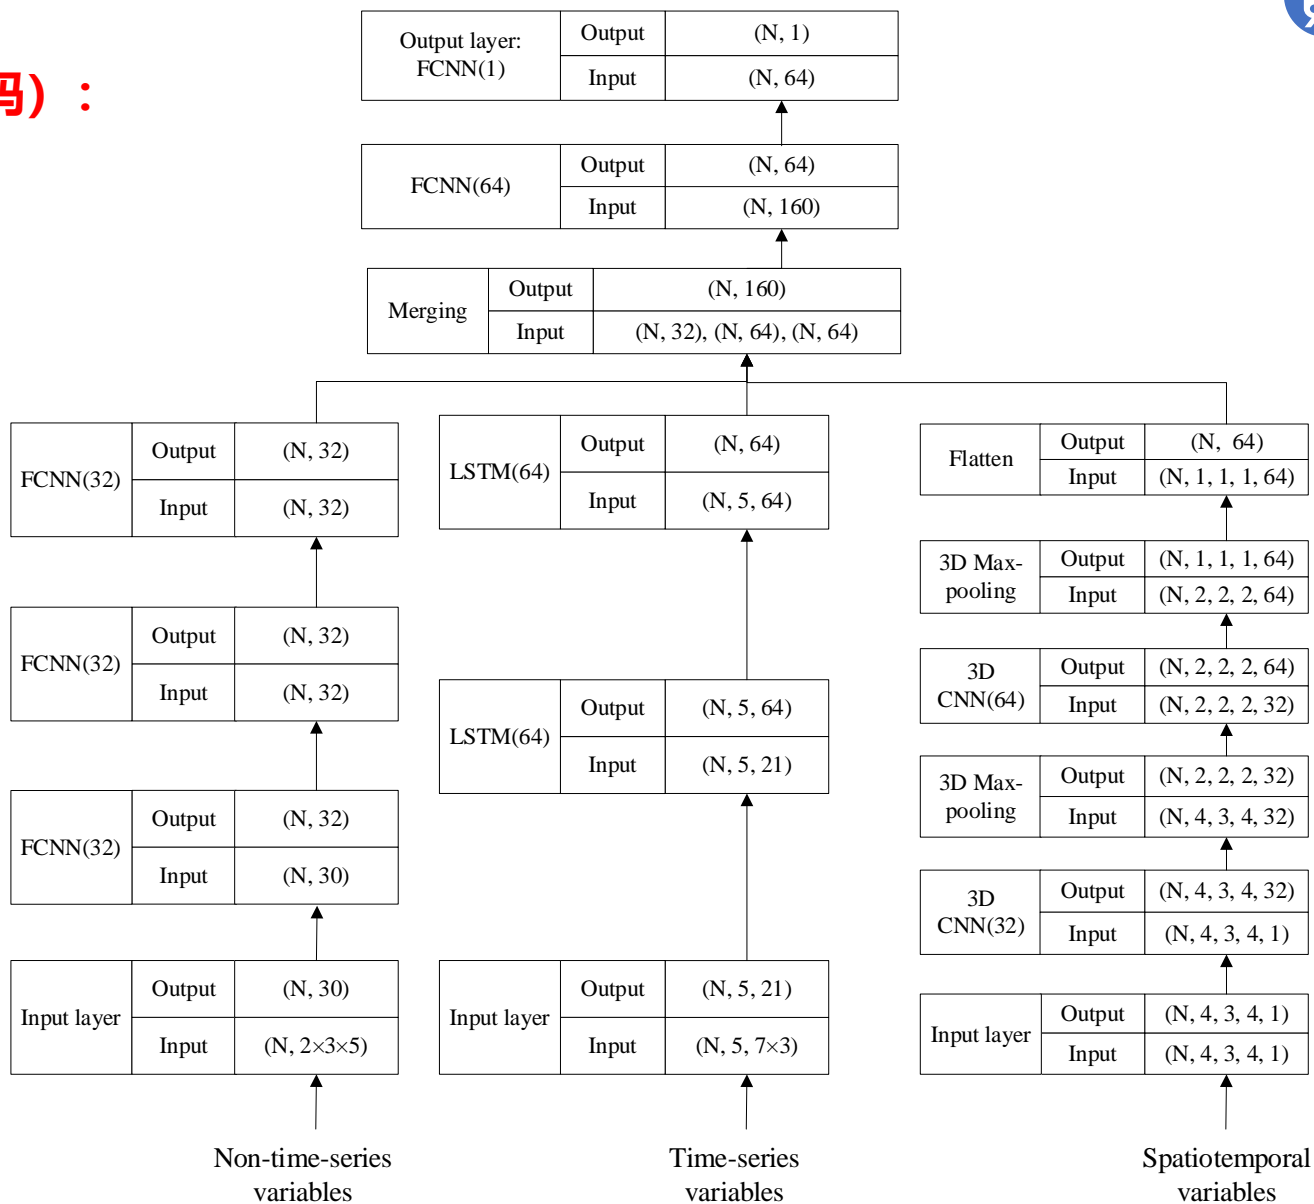 码）：
Output layer:
FCNN(1)
Output
(N, 1)
Input
(N, 64)
FCNN(64)
Output
(N, 64)
Input
(N, 160)
Merging
Output
(N, 160)
Input
(N, 32), (N, 64), (N, 64)
FCNN(32)
Output
(N, 32)
Input
(N, 32)
FCNN(32)
Output
(N, 32)
Input
(N, 32)
FCNN(32)
Output
(N, 32)
Input
(N, 30)
Input layer
Output
(N, 30)
Input
(N, 2×3×5)
Non-time-series
variables
LSTM(64)
Output
(N, 64)
Input
(N, 5, 64)
LSTM(64)
Output
(N, 5, 64)
Input
(N, 5, 21)
Input layer
Output
(N, 5, 21)
Input
(N, 5, 7×3)
Time-series
variables
Flatten
Output
(N, 64)
Input
(N, 1, 1, 1, 64)
3D Max-
pooling
Output
(N, 1, 1, 1, 64)
Input
(N, 2, 2, 2, 64)
3D
CNN(64)
Output
(N, 2, 2, 2, 64)
Input
(N, 2, 2, 2, 32)
3D Max-
pooling
Output
(N, 2, 2, 2, 32)
Input
(N, 4, 3, 4, 32)
3D
CNN(32)
Output
(N, 4, 3, 4, 32)
Input
(N, 4, 3, 4, 1)
Input layer
Output
(N, 4, 3, 4, 1)
Input
(N, 4, 3, 4, 1)
Spatiotemporal
variables